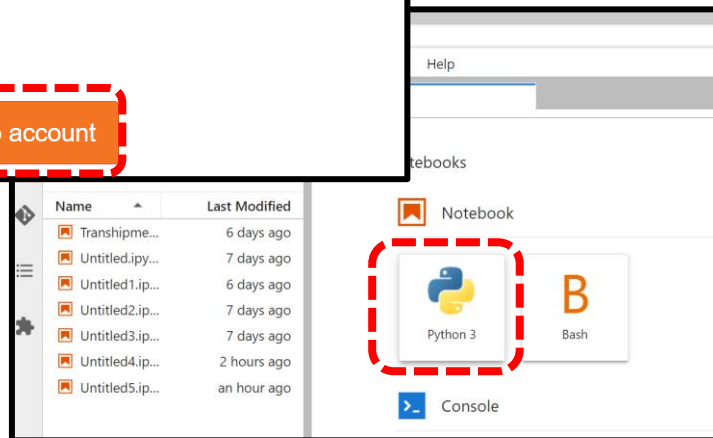 account
Name Last Modified
Transhipme... 6 days ago
Untitled.ipy... 7 days ago
Untitled1.ip... 6 days ago
Untitled2.ip... 7 days ago
Untitled3.ip... 7 days ago
Untitled4.ip... 2 hours ago
Untitled5.ip... an hour ago
Help
tebooks
Notebook
Python 3
B
Bash
Console